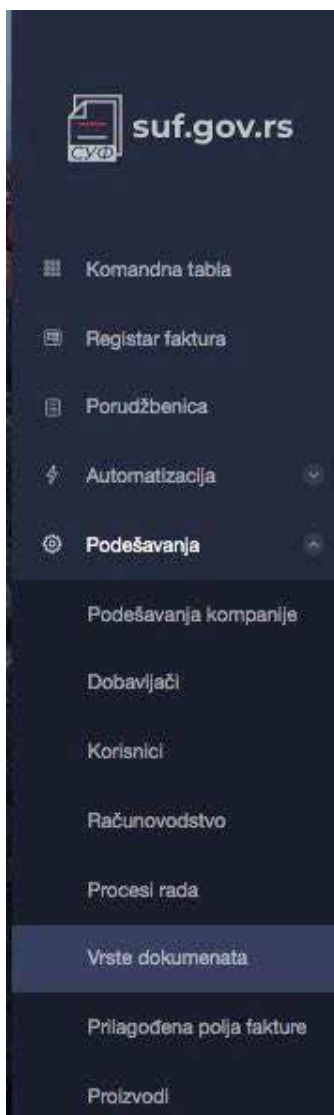 СУФ
suf.gov.rs
Komandna tabla
Registar faktura
Porudžbenica
Automatizacija
Podešavanja
Podešavanja kompanije
Dobavljači
Korisnici
Računovodstvo
Procesi rada
Vrste dokumenata
Prilagođena polja fakture
Proizvodi